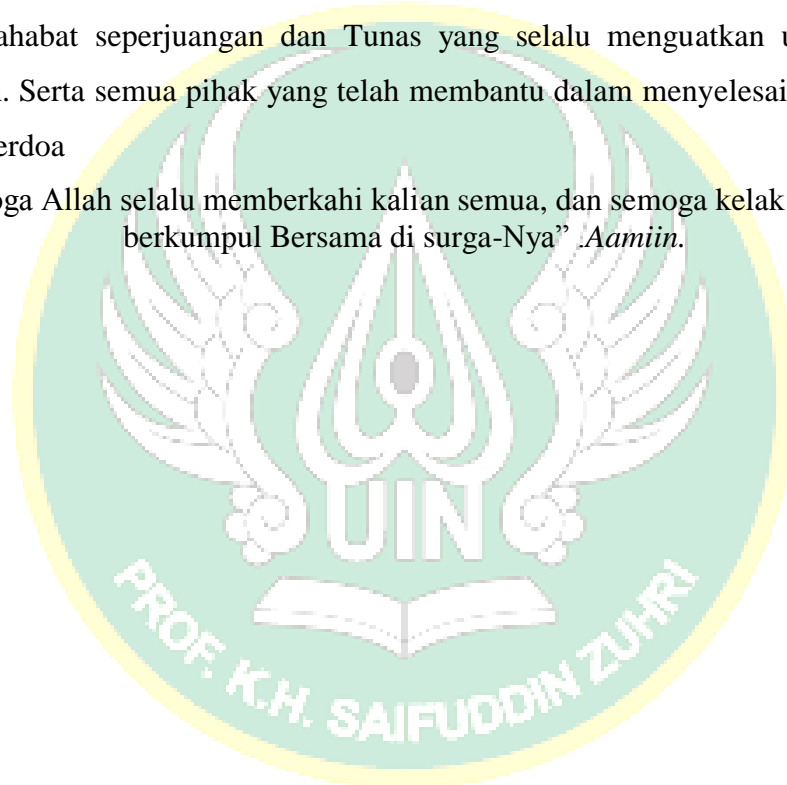 ahabat seperjuangan dan Tunas yang selalu menguatkan u
. Serta semua pihak yang telah membantu dalam menyelesai
erdoa
ga Allah selalu memberkahi kalian semua, dan semoga kelak
berkumpul Bersama di surga-Nya” .Aamiin.
UIN
PROF. K.H. SAIFUDDIN ZUHRI